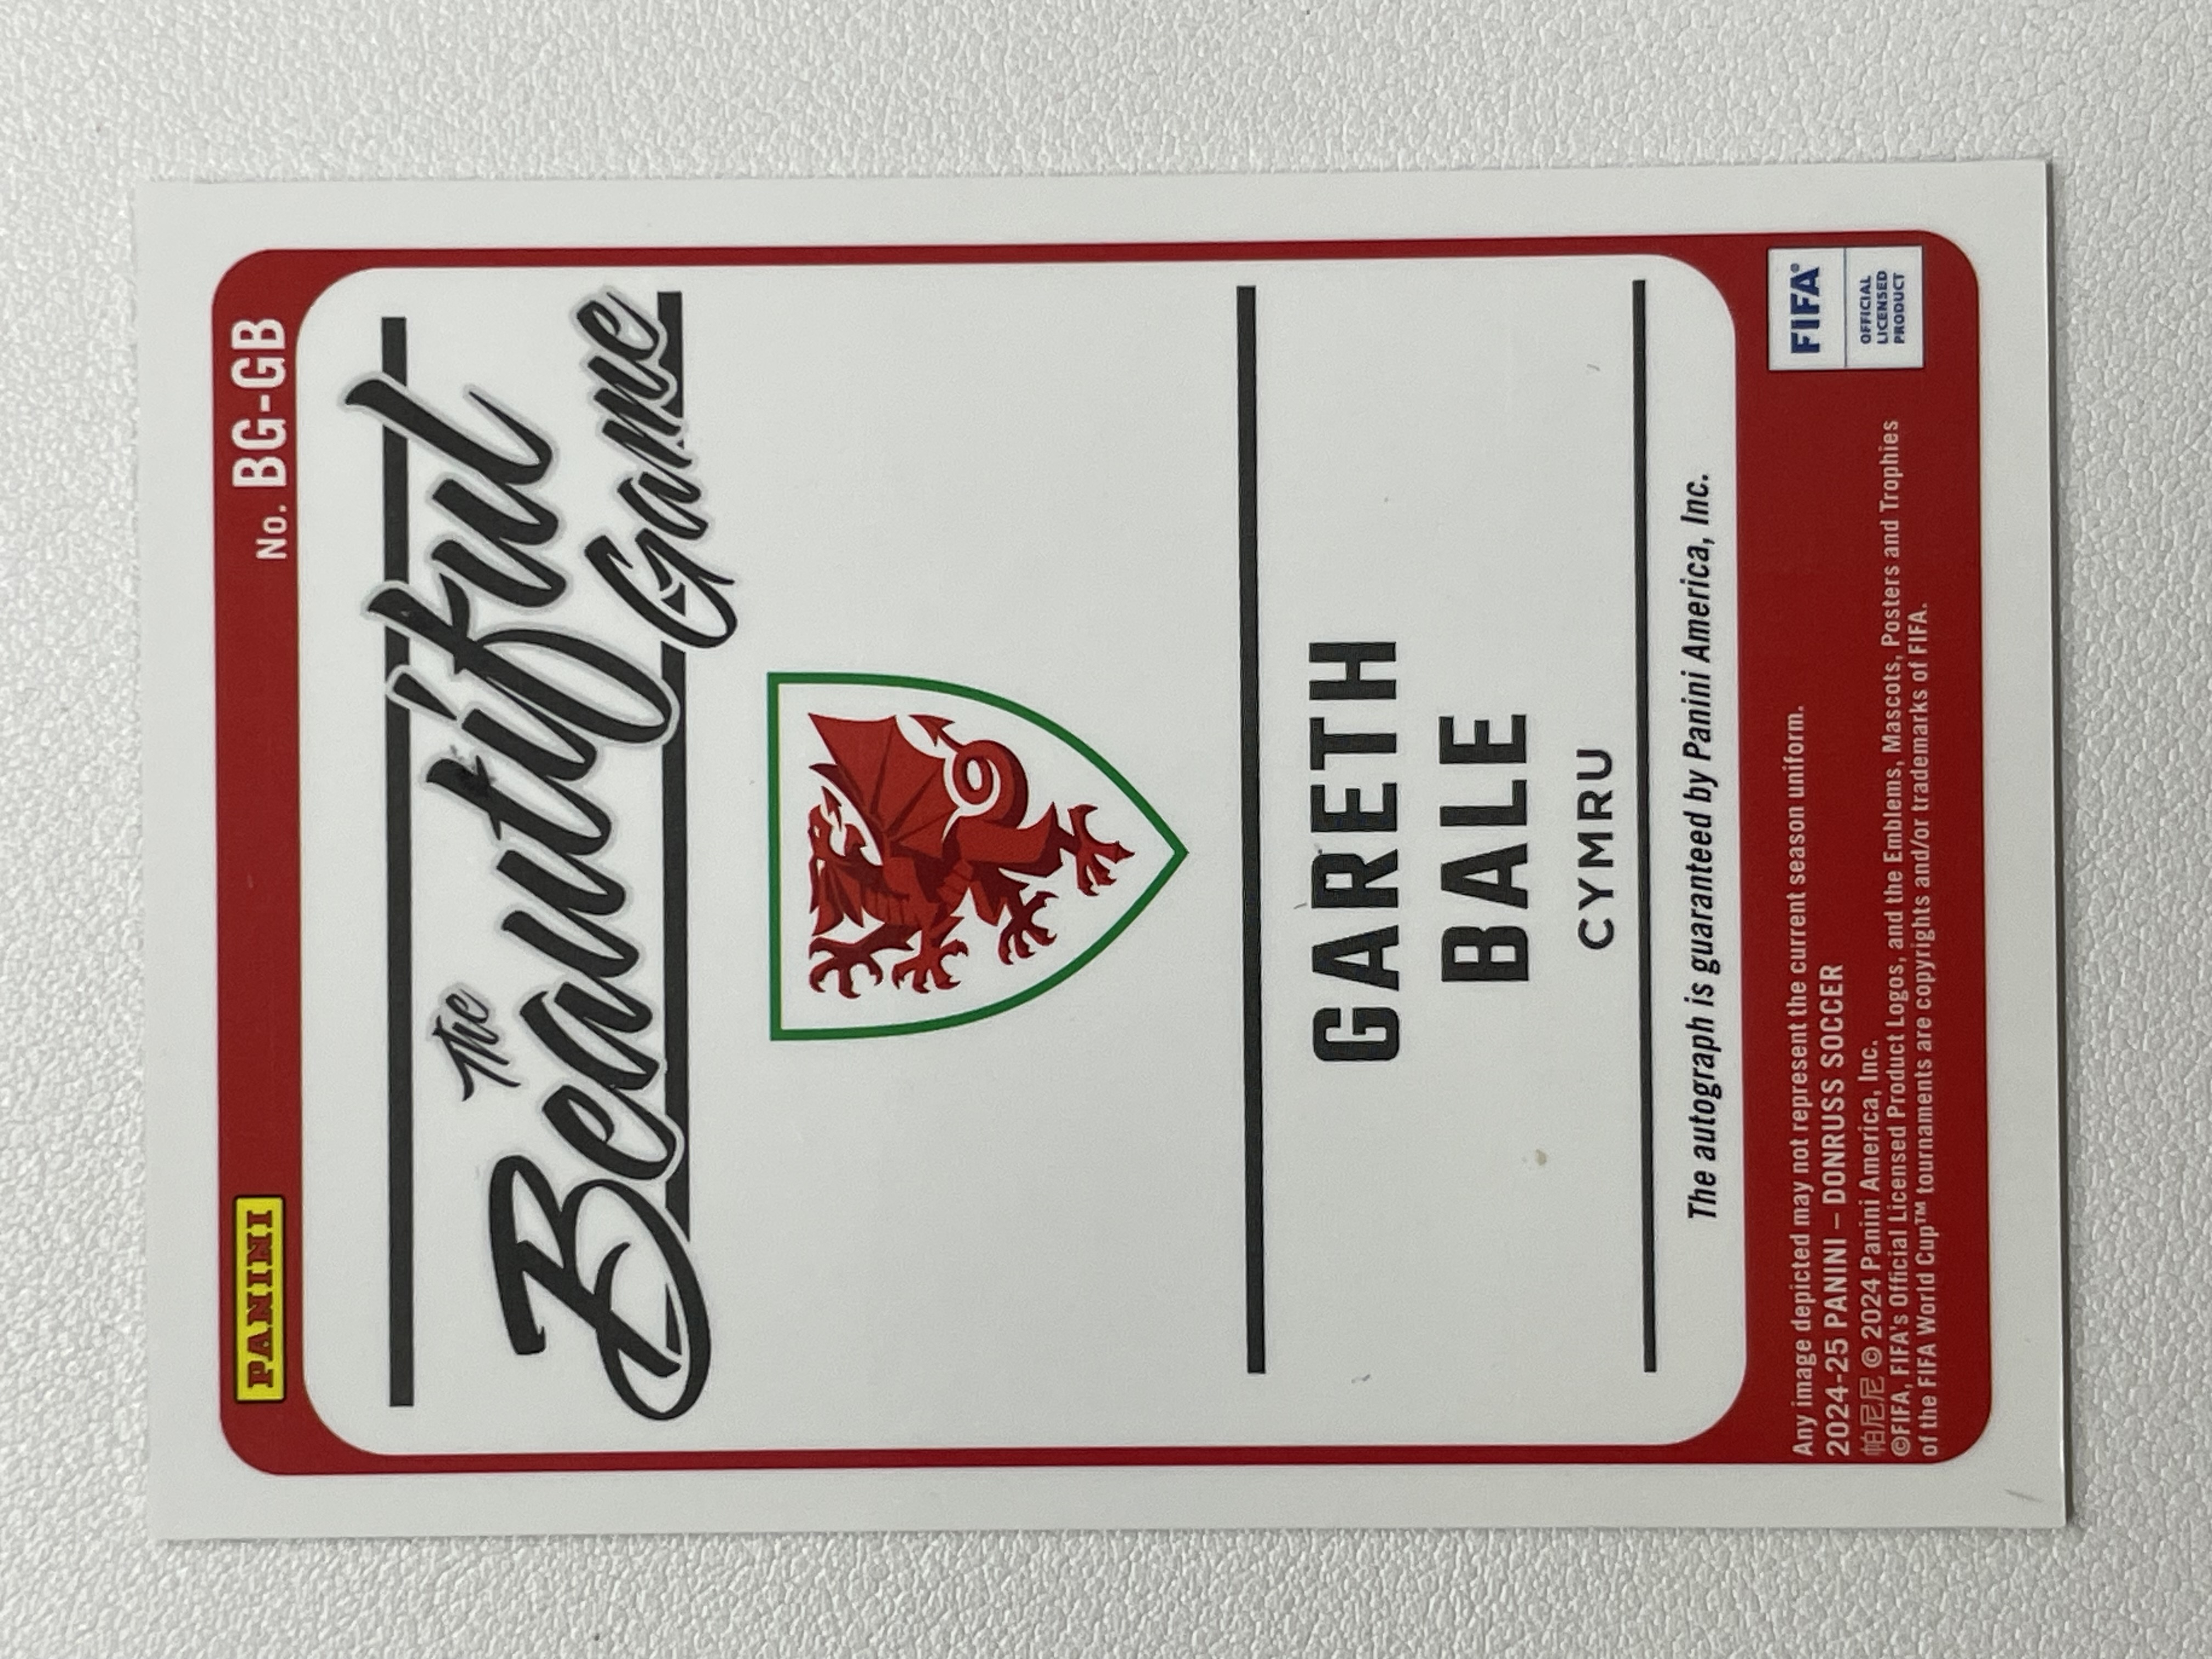 PANINI
No. BG-GB
The
Beautiful
Game
GARETH
BALE
CYMRU
The autograph is guaranteed by Panini America, Inc.
Any image depicted may not represent the current season uniform.
2024-25 PANINI – DONRUSS SOCCER
帕尼尼 © 2024 Panini America, Inc.
©FIFA, FIFA's Official Licensed Product Logos, and the Emblems, Mascots, Posters and Trophies
of the FIFA World Cup™ tournaments are copyrights and/or trademarks of FIFA.
FIFA®
OFFICIAL
LICENSED
PRODUCT